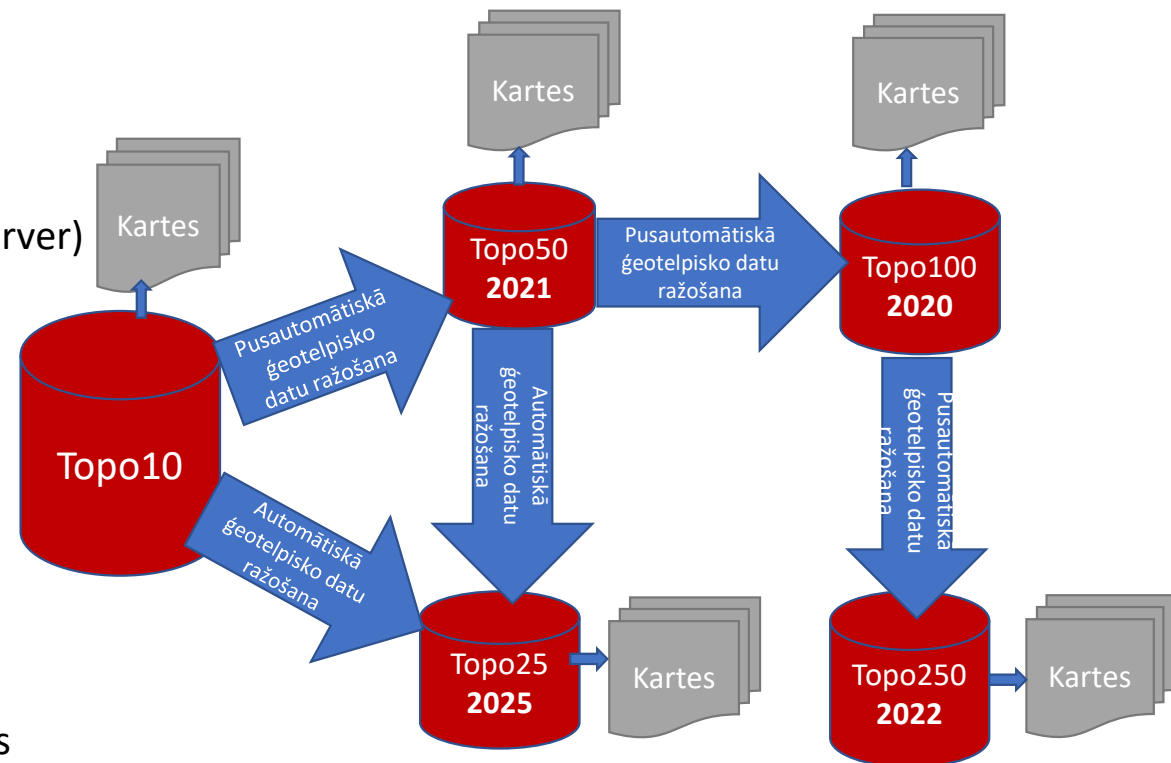 Kartes
Kartes
Kartes
rver)
Topo50
2021
Pusautomātiskā
ģeotelpisko datu
ražošana
Topo100
2020
Pusautomātiskā
ģeotelpisko
datu ražošana
Topo10
Automātiskā
ģeotelpisko datu
ražošana
Pusautomātiskā
ģeotelpisko datu
ražošana
Automātiskā
ģeotelpisko datu
ražošana
Topo25
2025
Kartes
Topo250
2022
Kartes
s